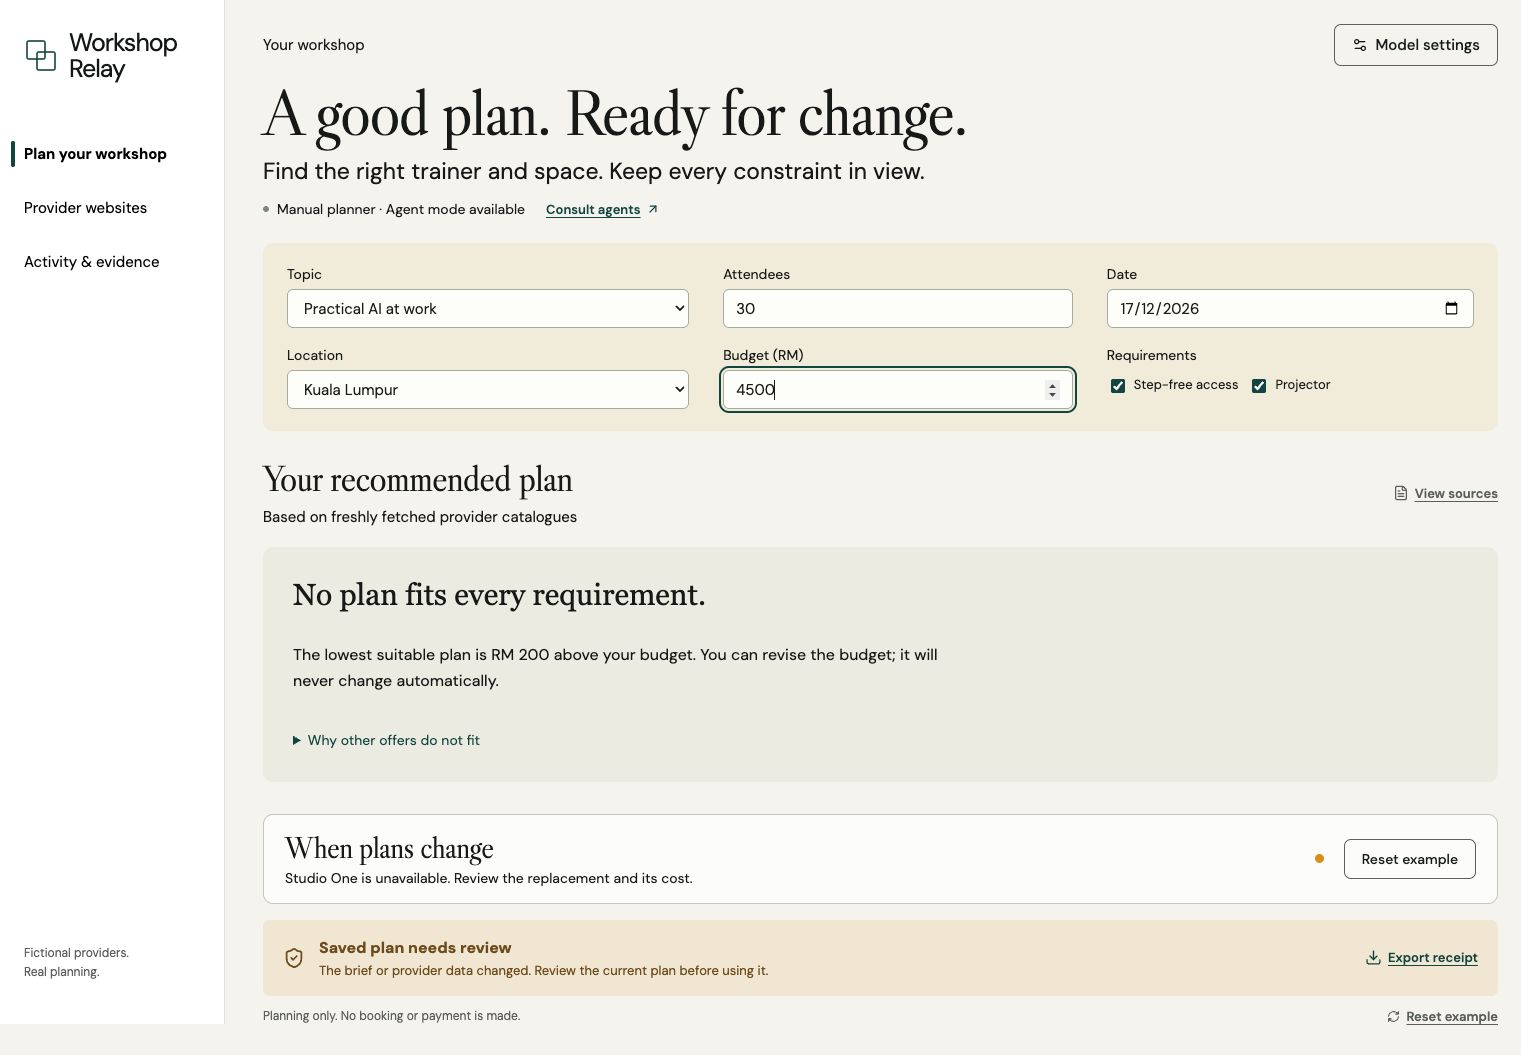 Workshop
Relay
Plan your workshop
Provider websites
Activity & evidence
Fictional providers.
Real planning.
Your workshop
Model settings
A good plan. Ready for change.
Find the right trainer and space. Keep every constraint in view.
Manual planner · Agent mode available
Consult agents
Topic
Practical AI at work
Attendees
30
Date
17/12/2026
Location
Kuala Lumpur
Budget (RM)
4500
Requirements
Step-free access
Projector
Your recommended plan
Based on freshly fetched provider catalogues
View sources
No plan fits every requirement.
The lowest suitable plan is RM 200 above your budget. You can revise the budget; it will
never change automatically.
Why other offers do not fit
When plans change
Studio One is unavailable. Review the replacement and its cost.
Reset example
Saved plan needs review
The brief or provider data changed. Review the current plan before using it.
Export receipt
Planning only. No booking or payment is made.
Reset example